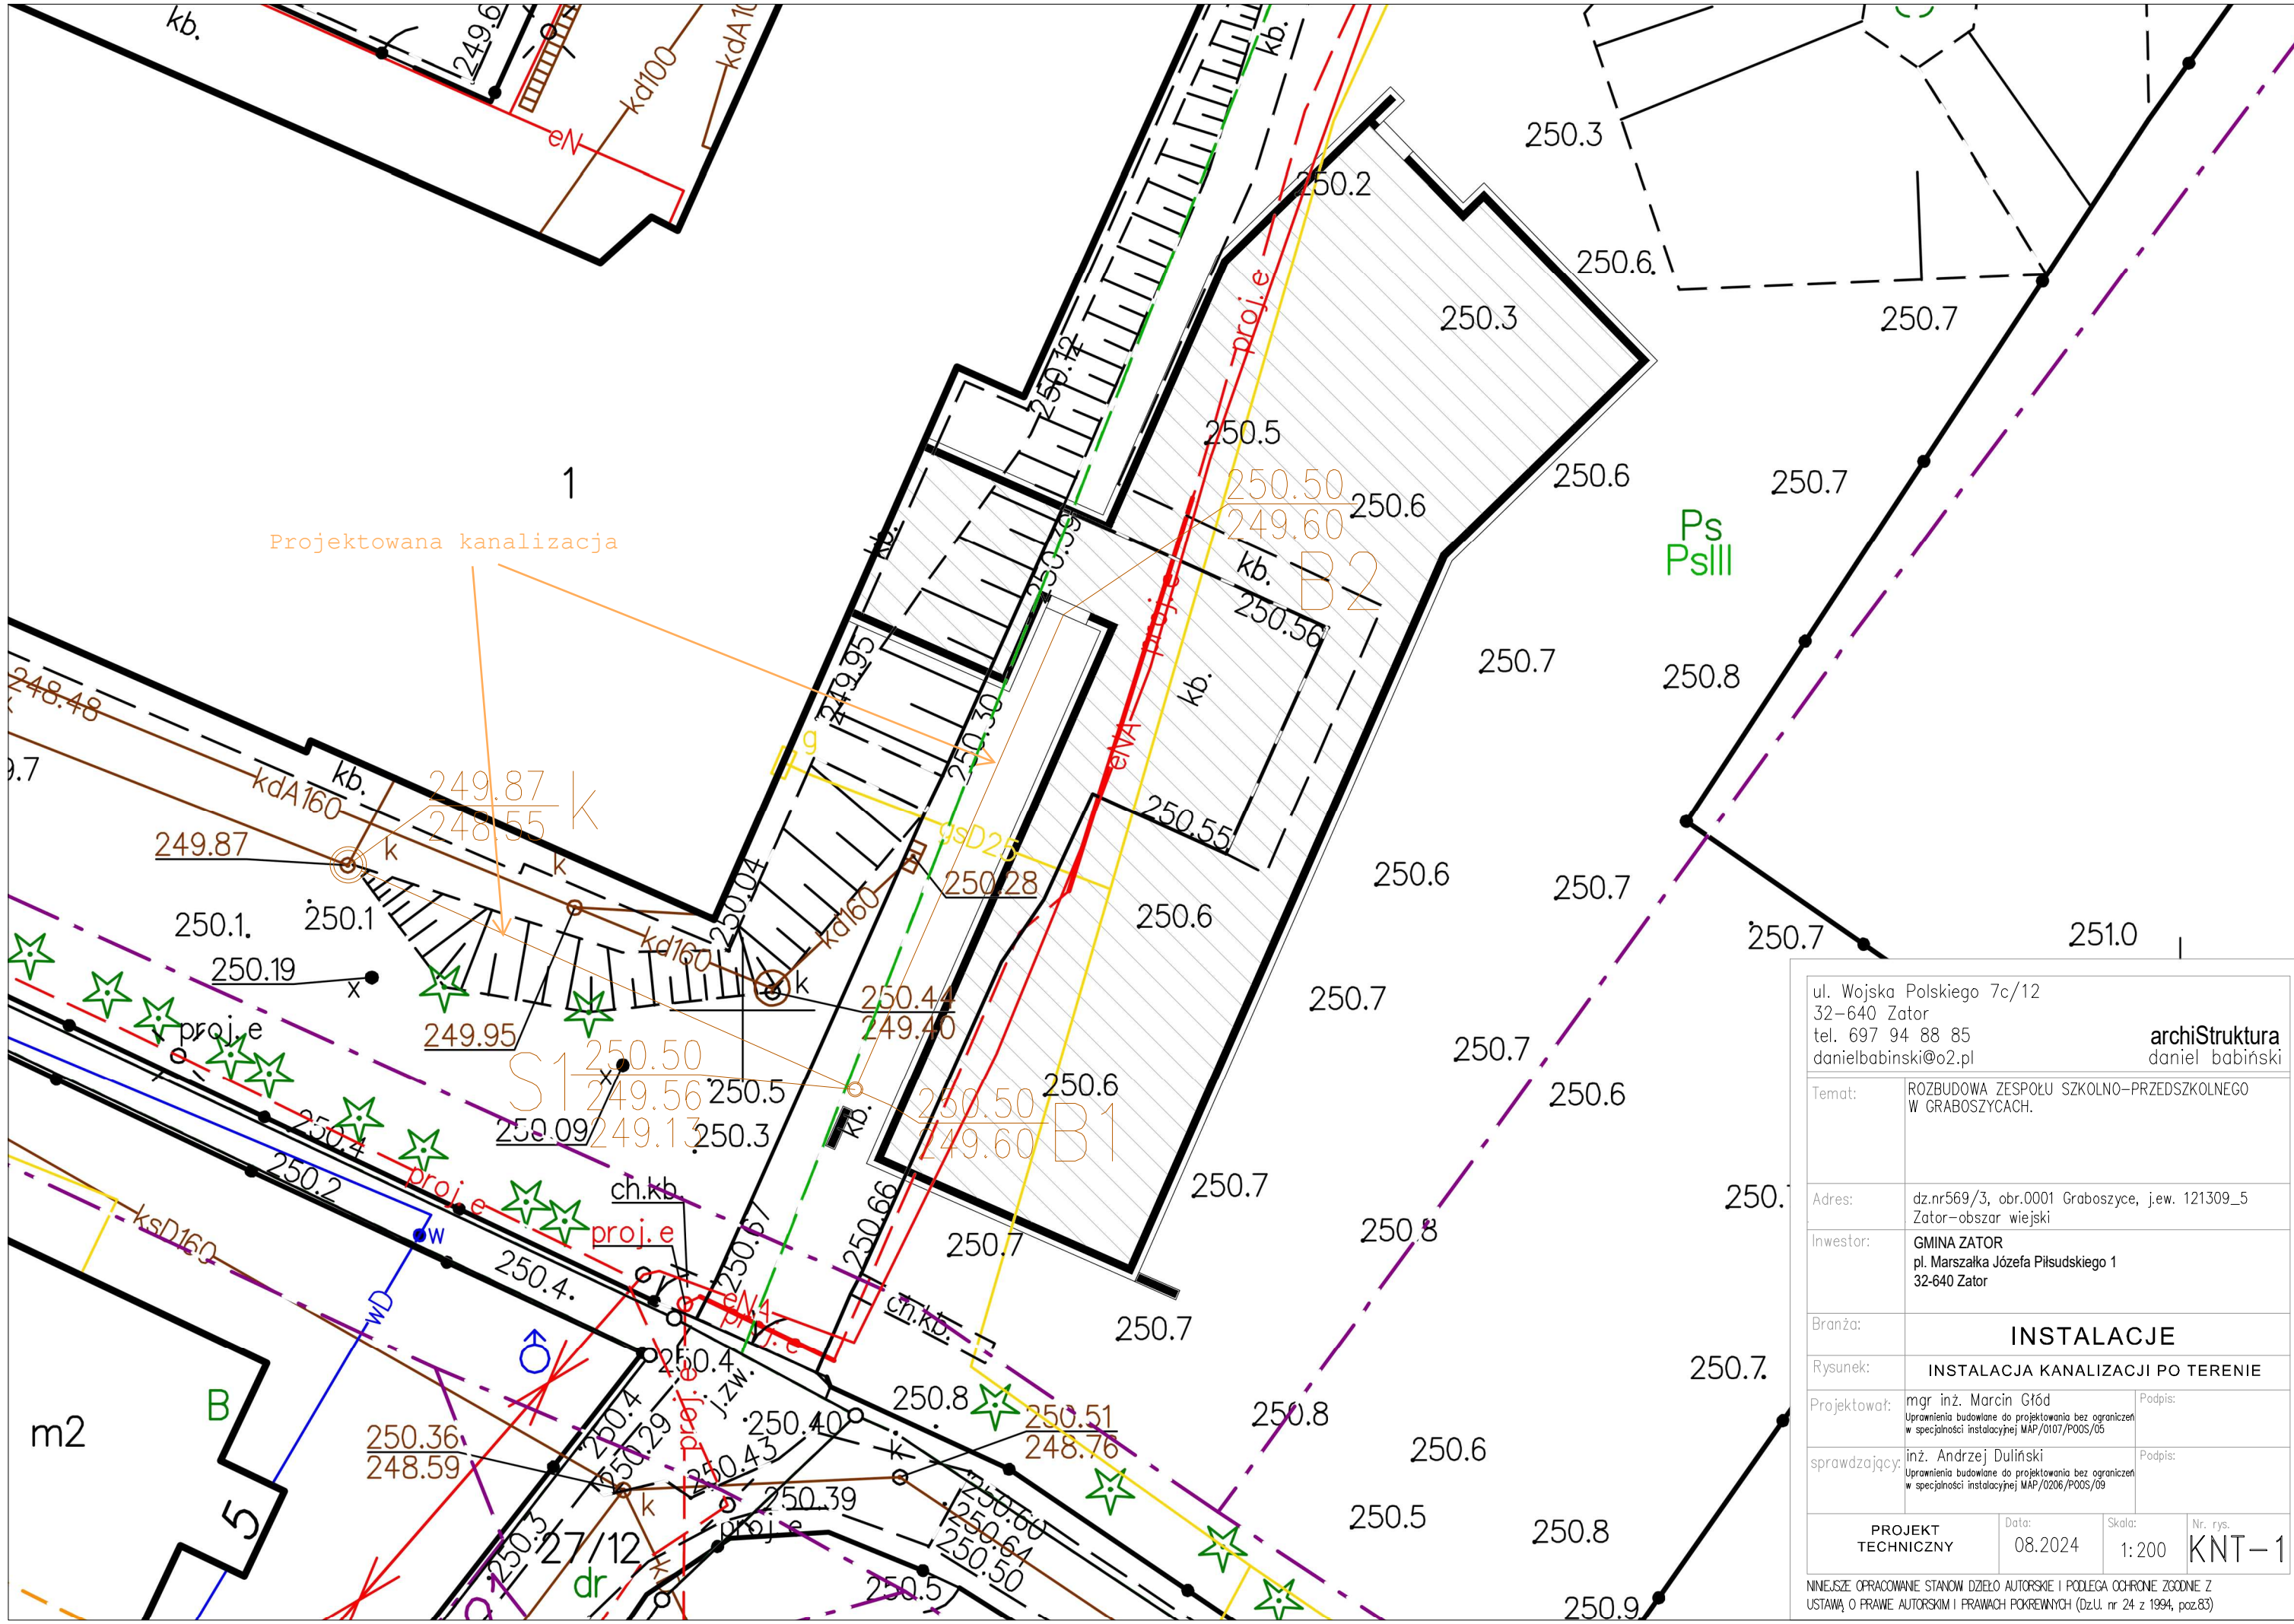 kb.
249.6
eN
kd100
kdA10
kb.
250.3
250.2
250.6.
250.3
250.7
proj.e
250.12
250.5
250.50
249.60
B2
250.6
250.6
250.7
1
Projektowana kanalizacja
kb.
250.39
kb.
250.56
proj.e
Ps
PsIII
250.7
250.8
kb.
249.95
250.30
248.48
9.7
kb.
kdA160
g
eNA
249.87
248.55
k
249.87
k
k
gsD25
250.55
250.28
250.6
250.7
250.04
kd160
250.6
250.1.
250.1
250.19
x
kd160
k
250.7
251.0
250.44
249.40
250.7
249.95
proj.e
S1
250.50
249.56
249.13
x
250.5
250.6
250.7
250.6
250.09
250.3
kb.
250.50
249.60
B1
250.4
250.2
proj.e
ch.kb.
proj.e
250.67
250.66
250.7
250.7
250.8
250.
ksD160
w
wD
250.4.
eNA
proj.e
ch.kb.
250.7
250.4
j.zw.
250.4
250.29
proj.e
250.40
250.8
250.51
248.76
250.8
250.7.
B
m2
5
250.36
248.59
k
250.43
k
250.39
proj.e
250.60
250.64
250.50
250.6
250.5
250.8
250.3
27/12
dr
k
250.5
250.9
ul. Wojska Polskiego 7c/12
32-640 Zator
tel. 697 94 88 85
danielbabinski@o2.pl
archiStruktura
daniel babiński
Temat:
ROZBUDOWA ZESPOŁU SZKOLNO-PRZEDSZKOLNEGO
W GRABOSZYCACH.
Adres:
dz.nr569/3, obr.0001 Graboszyce, j.ew. 121309_5
Zator-obszar wiejski
Inwestor:
GMINA ZATOR
pl. Marszałka Józefa Piłsudskiego 1
32-640 Zator
Branża:
INSTALACJE
Rysunek:
INSTALACJA KANALIZACJI PO TERENIE
Projektował:
mgr inż. Marcin Głód
Uprawnienia budowlane do projektowania bez ograniczeń
w specjalności instalacyjnej MAP/0107/POOS/05
Podpis:
sprawdzający:
inż. Andrzej Duliński
Uprawnienia budowlane do projektowania bez ograniczeń
w specjalności instalacyjnej MAP/0206/POOS/09
Podpis:
PROJEKT
TECHNICZNY
Data:
08.2024
Skala:
1:200
Nr. rys.
KNT-1
NINIEJSZE OPRACOWANIE STANOWI DZIEŁO AUTORSKIE I PODLEGA OCHRONIE ZGODNIE Z
USTAWĄ O PRAWIE AUTORSKIM I PRAWACH POKREWNYCH (Dz.U. nr 24 z 1994, poz.83)